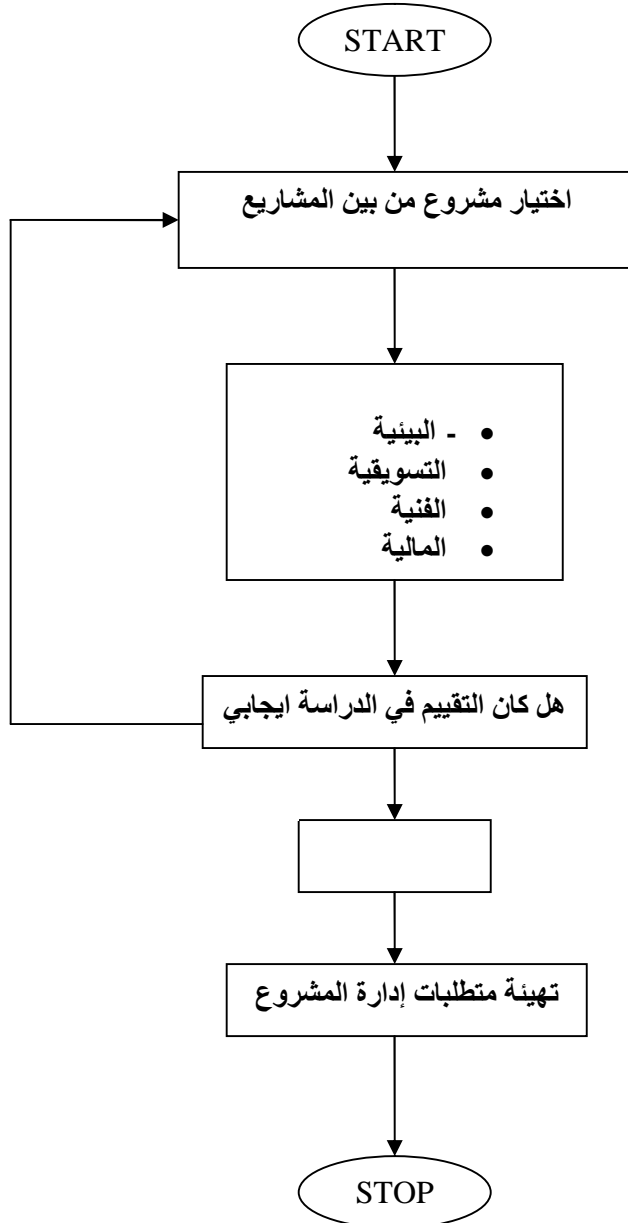 START
اختيار مشروع من بين المشاريع
• - البيئية
• التسويقية
• الفنية
• المالية
هل كان التقييم في الدراسة ايجابي
تهيئة متطلبات إدارة المشروع
STOP